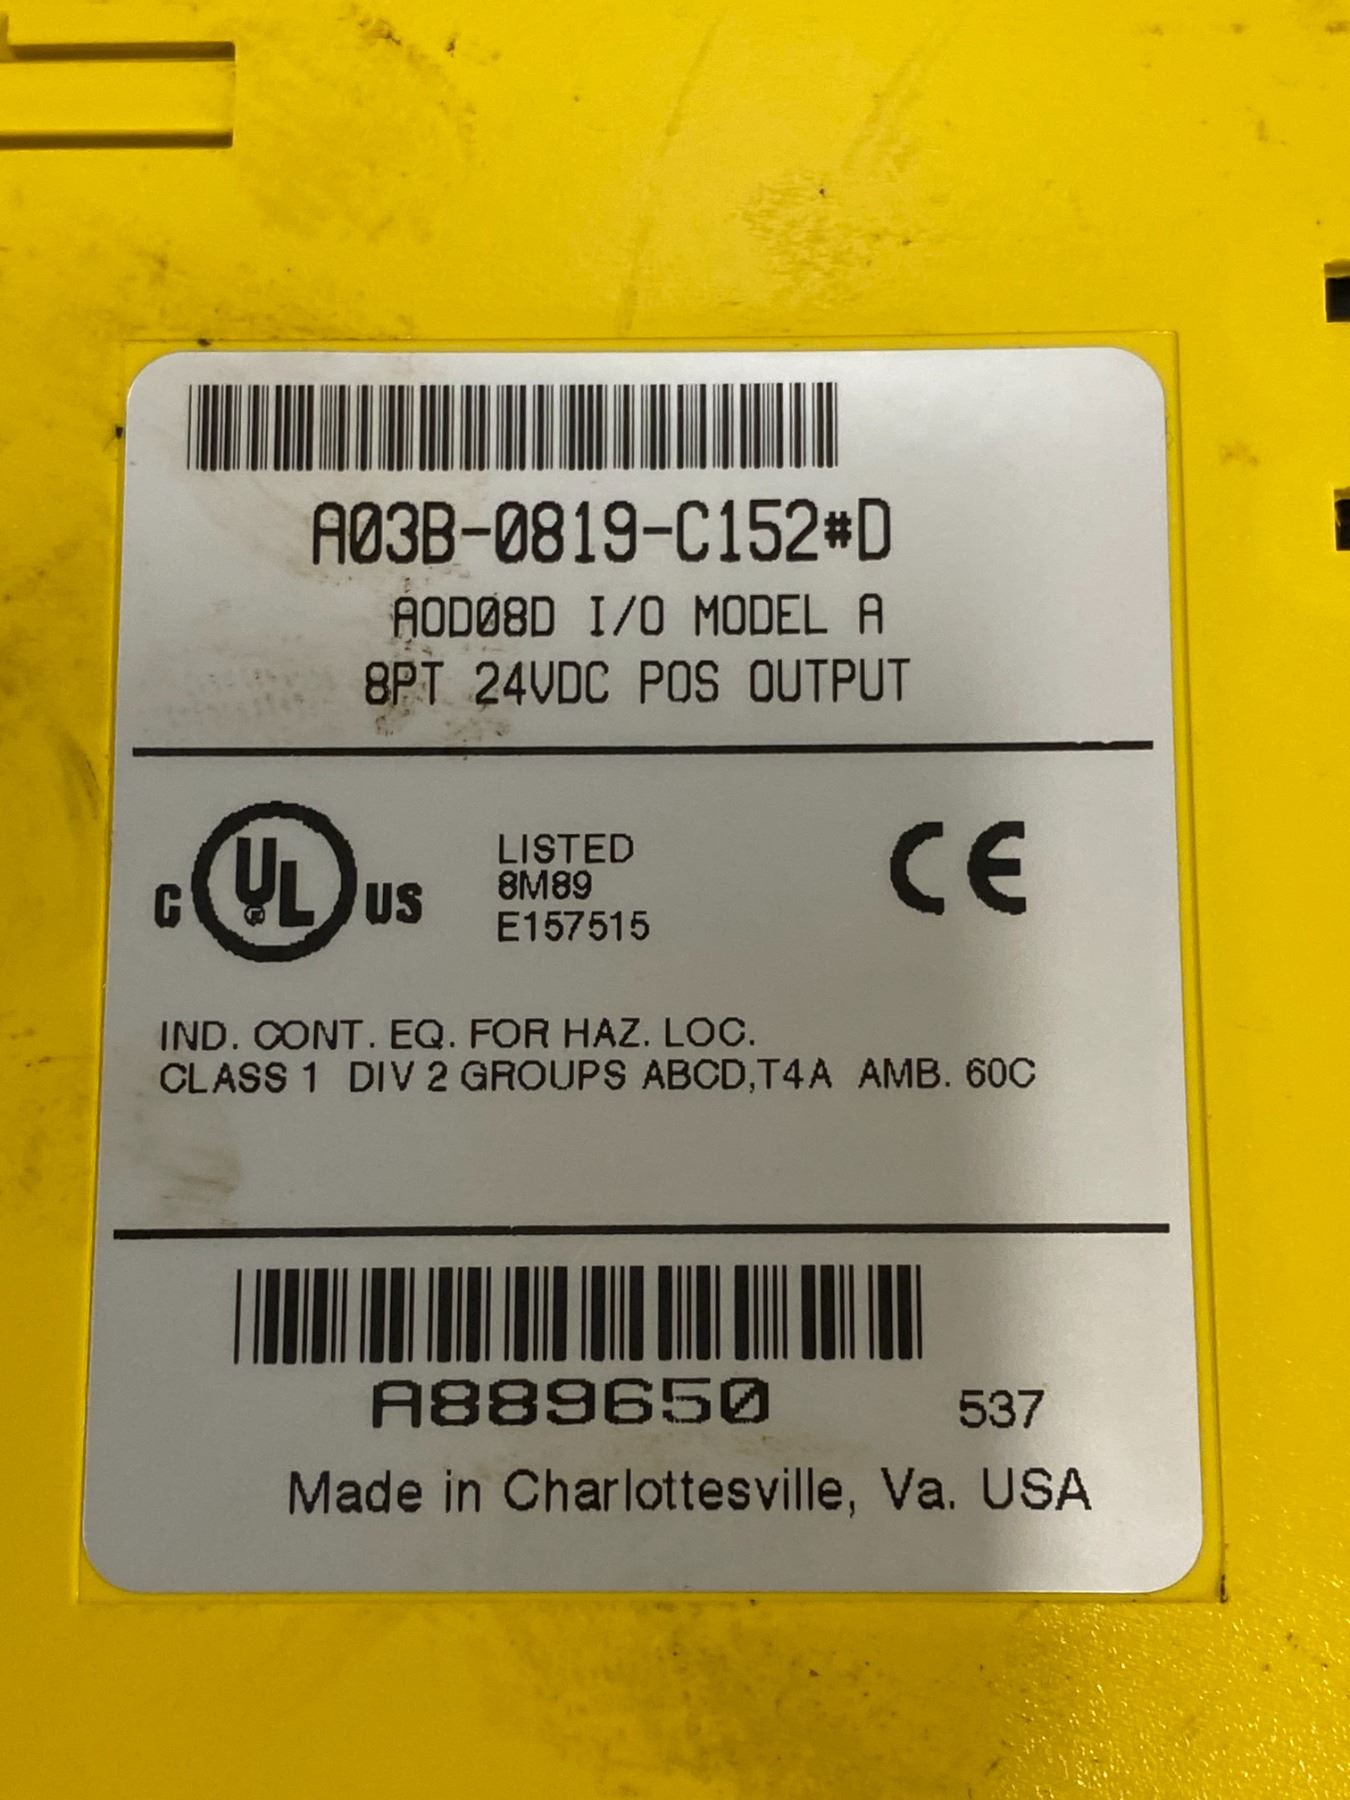 A03B-0819-C152#D
AOD08D I/O MODEL A
8PT 24VDC POS OUTPUT
C UL US
LISTED
8M89
E157515
CE
IND. CONT. EQ. FOR HAZ. LOC.
CLASS 1 DIV 2 GROUPS ABCD,T4A AMB. 60C
A889650 537
Made in Charlottesville, Va. USA